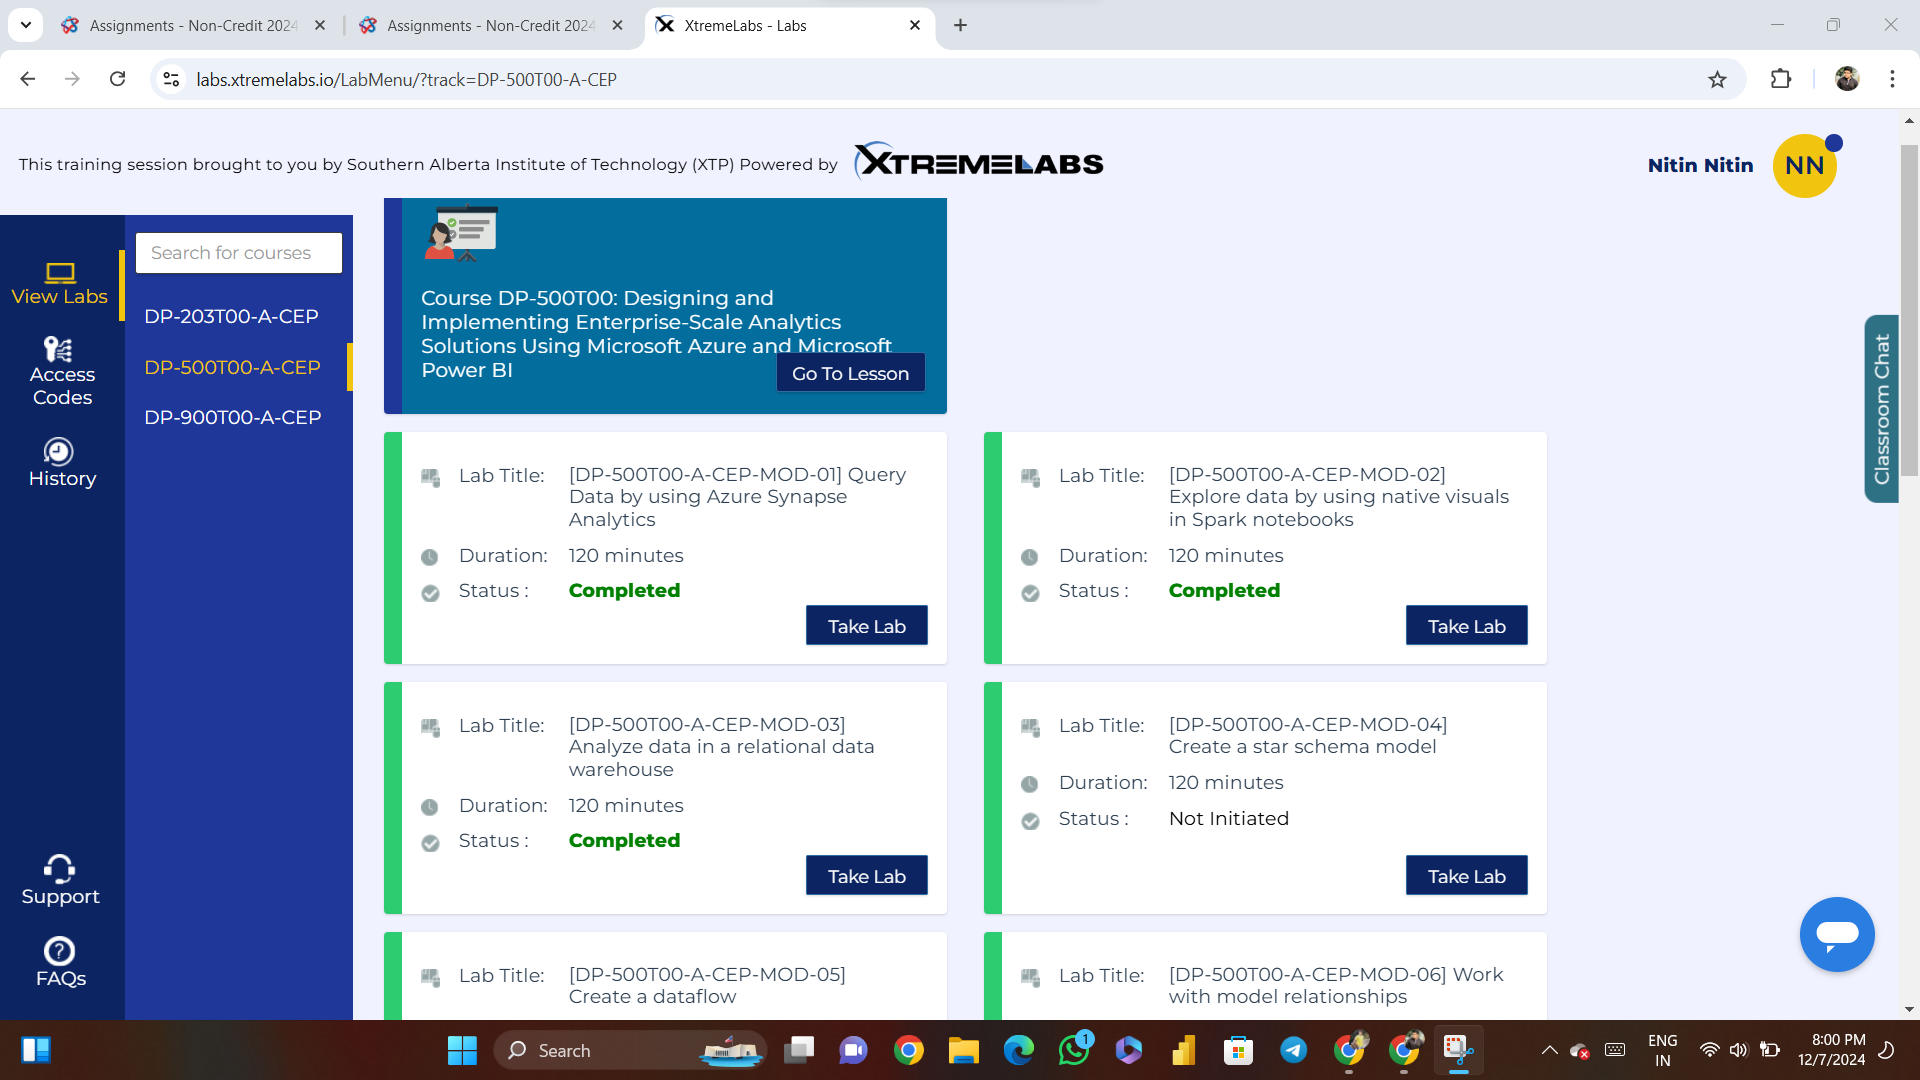 Assignments - Non-Credit 2024
Assignments - Non-Credit 2024
XtremeLabs - Labs
labs.xtremelabs.io/LabMenu/?track=DP-500T00-A-CEP
This training session brought to you by Southern Alberta Institute of Technology (XTP) Powered by
XTREMELABS
Nitin Nitin
NN
View Labs
Access
Codes
History
Support
FAQs
Search for courses
DP-203T00-A-CEP
DP-500T00-A-CEP
DP-900T00-A-CEP
Course DP-500T00: Designing and
Implementing Enterprise-Scale Analytics
Solutions Using Microsoft Azure and Microsoft
Power BI
Go To Lesson
Lab Title: [DP-500T00-A-CEP-MOD-01] Query
Data by using Azure Synapse
Analytics
Duration: 120 minutes
Status : Completed
Take Lab
Lab Title: [DP-500T00-A-CEP-MOD-02]
Explore data by using native visuals
in Spark notebooks
Duration: 120 minutes
Status : Completed
Take Lab
Lab Title: [DP-500T00-A-CEP-MOD-03]
Analyze data in a relational data
warehouse
Duration: 120 minutes
Status : Completed
Take Lab
Lab Title: [DP-500T00-A-CEP-MOD-04]
Create a star schema model
Duration: 120 minutes
Status : Not Initiated
Take Lab
Lab Title: [DP-500T00-A-CEP-MOD-05]
Create a dataflow
Lab Title: [DP-500T00-A-CEP-MOD-06] Work
with model relationships
Classroom Chat
Search
1
ENG
IN
8:00 PM
12/7/2024